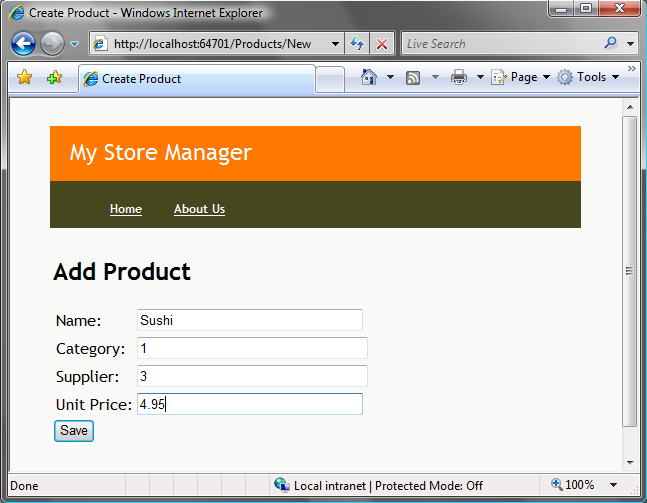 Create Product - Windows Internet Explorer
http://localhost:64701/Products/New
Live Search
Create Product
Page
Tools
My Store Manager
Home About Us
Add Product
Name: Sushi
Category: 1
Supplier: 3
Unit Price: 4.95
Save
Done Local intranet | Protected Mode: Off 100%